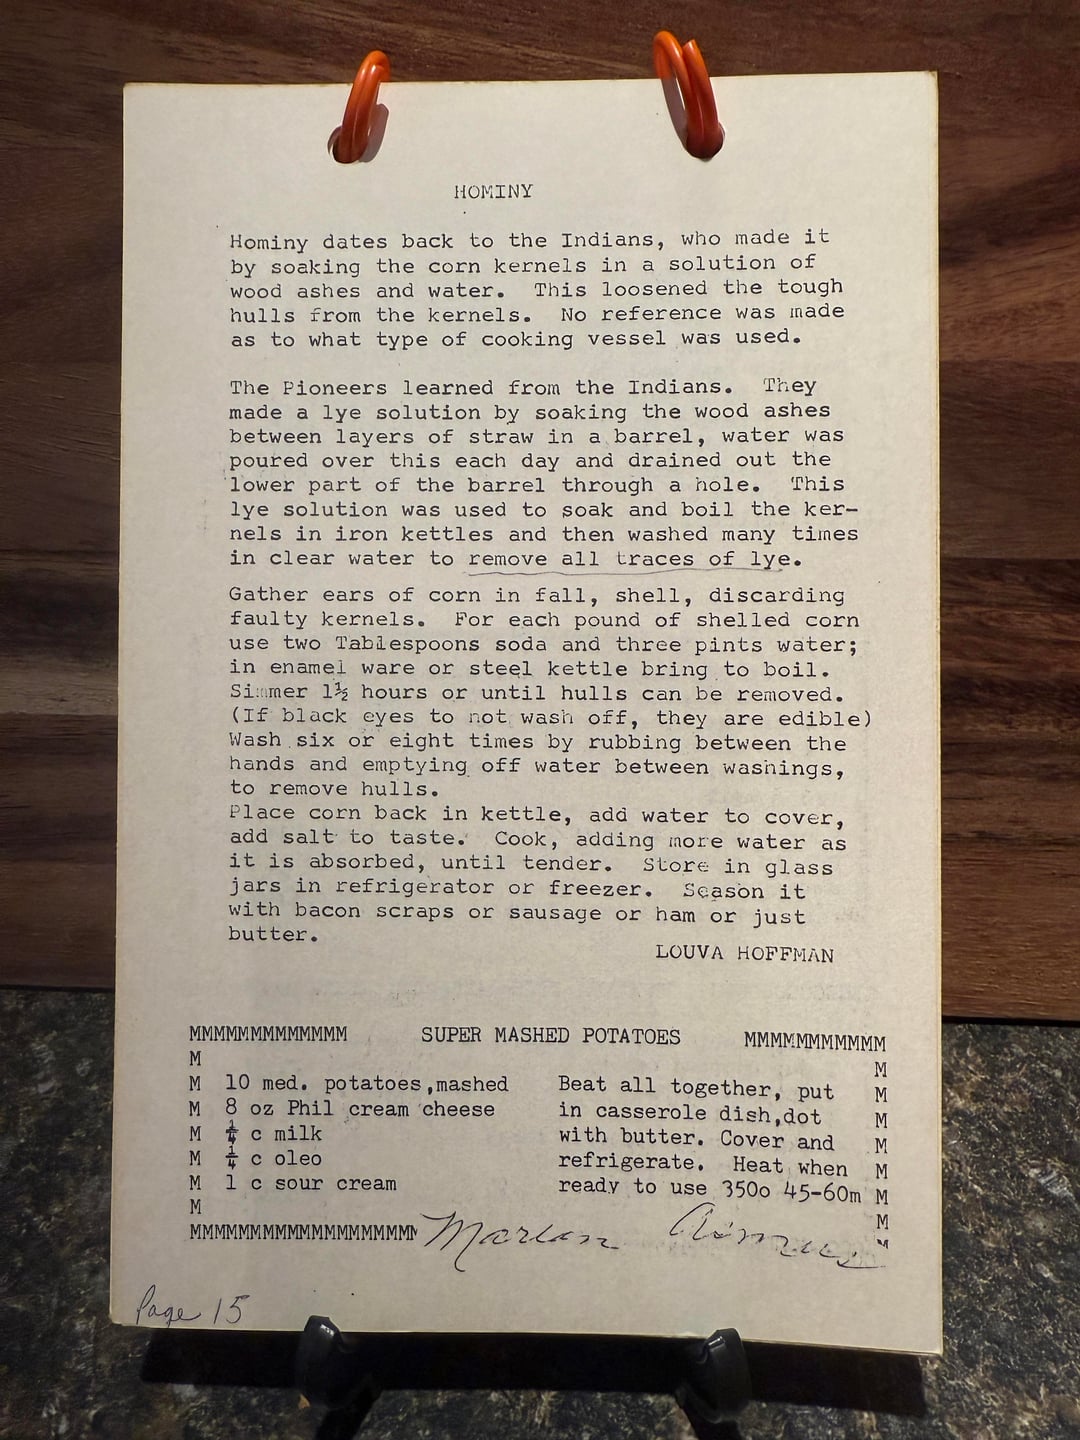 HOMINY
Hominy dates back to the Indians, who made it
by soaking the corn kernels in a solution of
wood ashes and water.  This loosened the tough
hulls from the kernels.  No reference was made
as to what type of cooking vessel was used.
The Pioneers learned from the Indians.  They
made a lye solution by soaking the wood ashes
between layers of straw in a barrel, water was
poured over this each day and drained out the
lower part of the barrel through a hole.  This
lye solution was used to soak and boil the ker-
nels in iron kettles and then washed many times
in clear water to remove all traces of lye.
Gather ears of corn in fall, shell, discarding
faulty kernels.  For each pound of shelled corn
use two Tablespoons soda and three pints water;
in enamel ware or steel kettle bring to boil.
Simmer 1½ hours or until hulls can be removed.
(If black eyes to not wash off, they are edible)
Wash six or eight times by rubbing between the
hands and emptying off water between washings,
to remove hulls.
Place corn back in kettle, add water to cover,
add salt to taste.  Cook, adding more water as
it is absorbed, until tender.  Store in glass
jars in refrigerator or freezer.  Season it
with bacon scraps or sausage or ham or just
butter.
LOUVA HOFFMAN
MMMMMMMMMMMMM SUPER MASHED POTATOES MMMMMMMMMMMM
M
M
M 10 med. potatoes,mashed Beat all together, put M
M 8 oz Phil cream cheese in casserole dish,dot M
M ¼ c milk with butter. Cover and M
M ¼ c oleo refrigerate.  Heat when M
M 1 c sour cream ready to use 350o 45-60m M
M
M
MMMMMMMMMMMMMMMMMMM Marlan M
Page 15